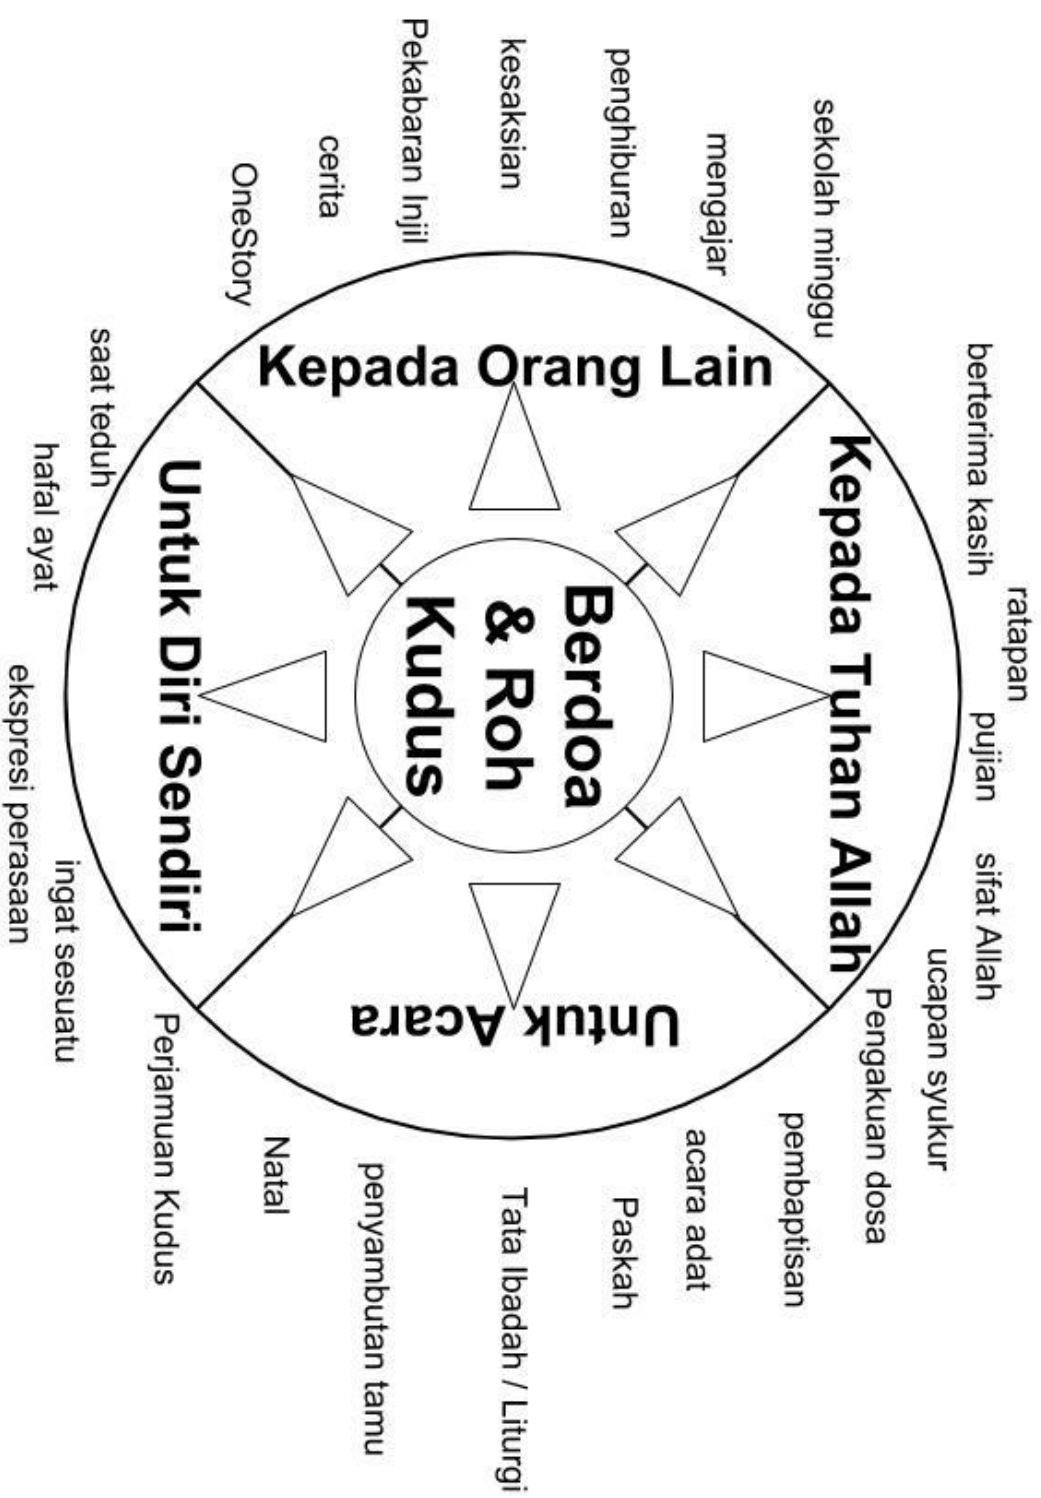 berterima kasih
ratapan
pujian
sifat Allah
ucapan syukur
Pengakuan dosa
Kepada Tuhan Allah
sekolah minggu
mengajar
penghiburan
kesaksian
Pekabaran Injil
cerita
OneStory
Kepada Orang Lain
Berdoa
& Roh
Kudus
Untuk Acara
pembaptisan
acara adat
Paskah
Tata Ibadah / Liturgi
penyambutan tamu
Natal
Perjamuan Kudus
Untuk Diri Sendiri
saat teduh
hafal ayat
ekspresi perasaan
ingat sesuatu